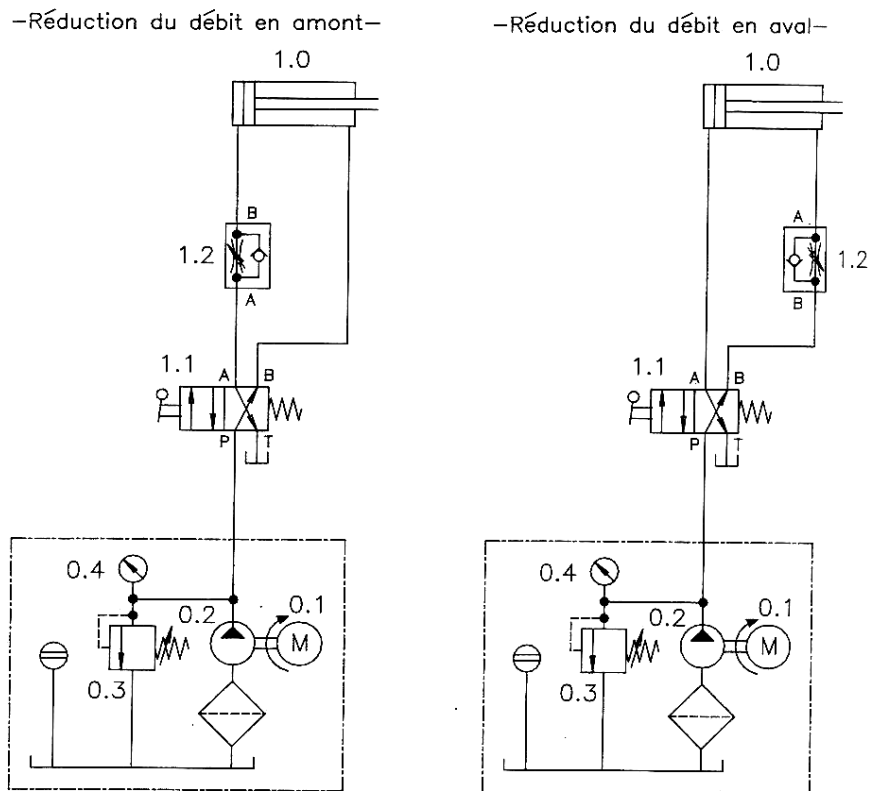 -Réduction du débit en amont-
1.0
B
1.2
A
1.1
A B
P T
0.4
0.2
0.1
M
0.3
-Réduction du débit en aval-
1.0
A
1.2
B
1.1
A B
P T
0.4
0.2
0.1
M
0.3